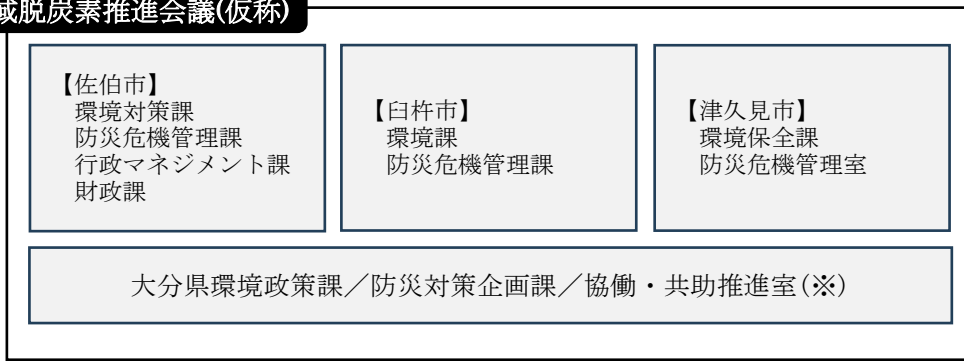 域脱炭素推進会議(仮称)
【佐伯市】
環境対策課
防災危機管理課
行政マネジメント課
財政課
【臼杵市】
環境課
防災危機管理課
【津久見市】
環境保全課
防災危機管理室
大分県環境政策課／防災対策企画課／協働・共助推進室(※)